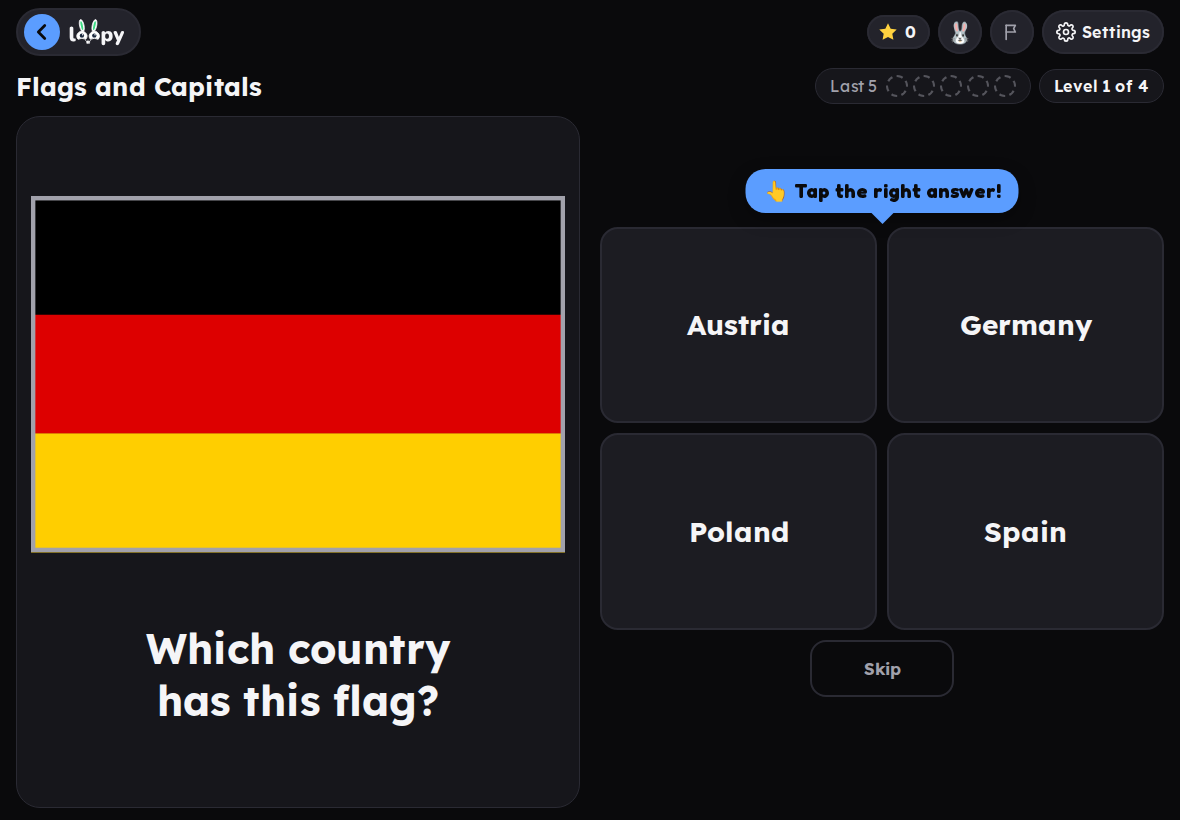 loopy
0
Settings
Flags and Capitals
Last 5
Level 1 of 4
Tap the right answer!
Austria
Germany
Poland
Spain
Skip
Which country
has this flag?